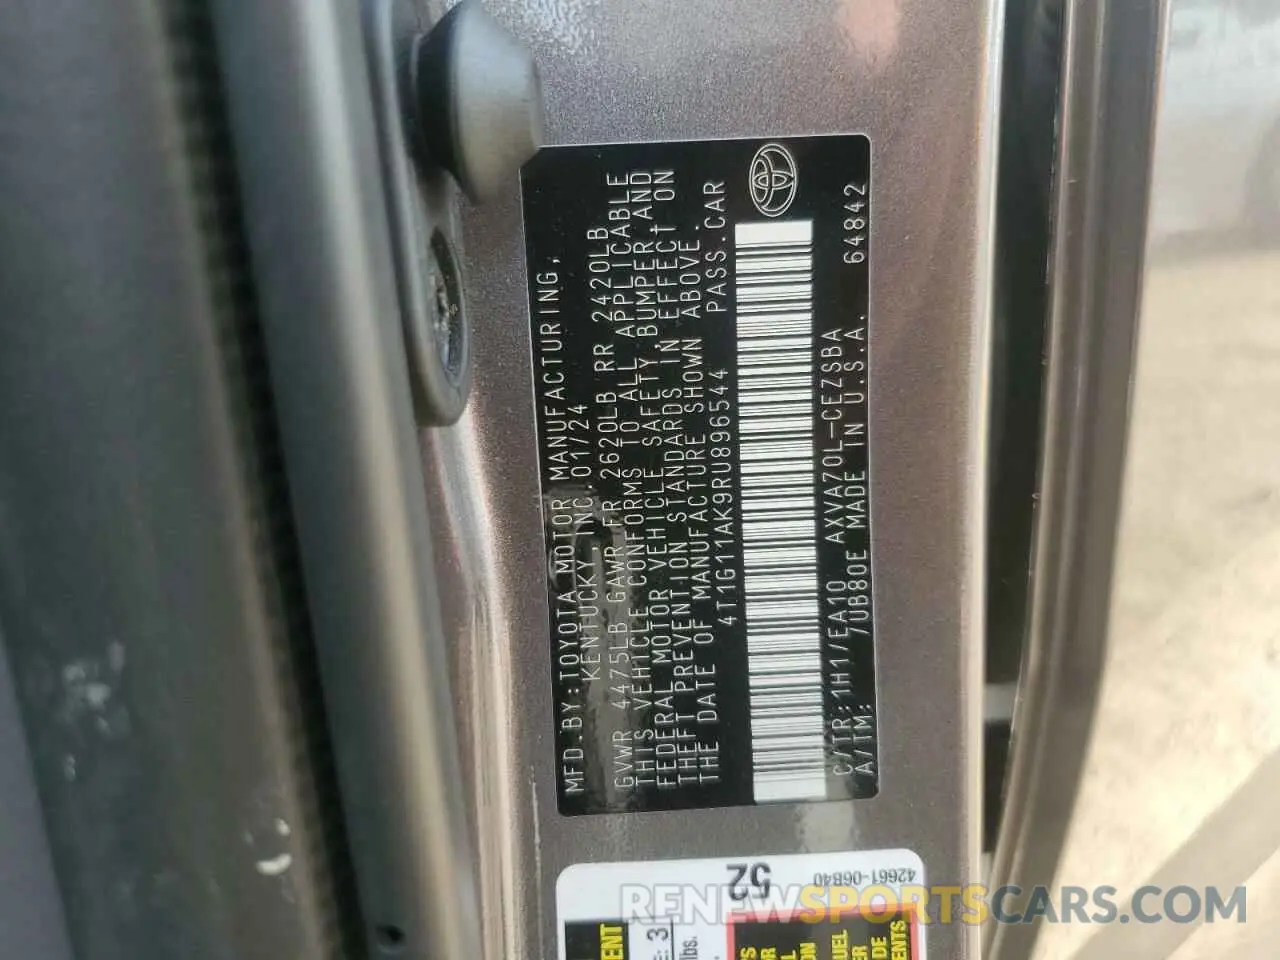 MFD.BY:TOYOTA MOTOR MANUFACTURING,
KENTUCKY,INC. 01/24
GVWR 4475LB GAWR FR 2620LB RR 2420LB
THIS VEHICLE CONFORMS TO ALL APPLICABLE
FEDERAL MOTOR VEHICLE SAFETY, BUMPER, AND
THEFT PREVENTION STANDARDS IN EFFECT ON
THE DATE OF MANUFACTURE SHOWN ABOVE.
4T1G11AK9RU896544 PASS.CAR
C/TR:1H1/EA10 AXVA70L-CEZSBA
A/TM: /UB80E MADE IN U.S.A. 64842
52
42661-06B40
RENEWSPORTSCARS.COM